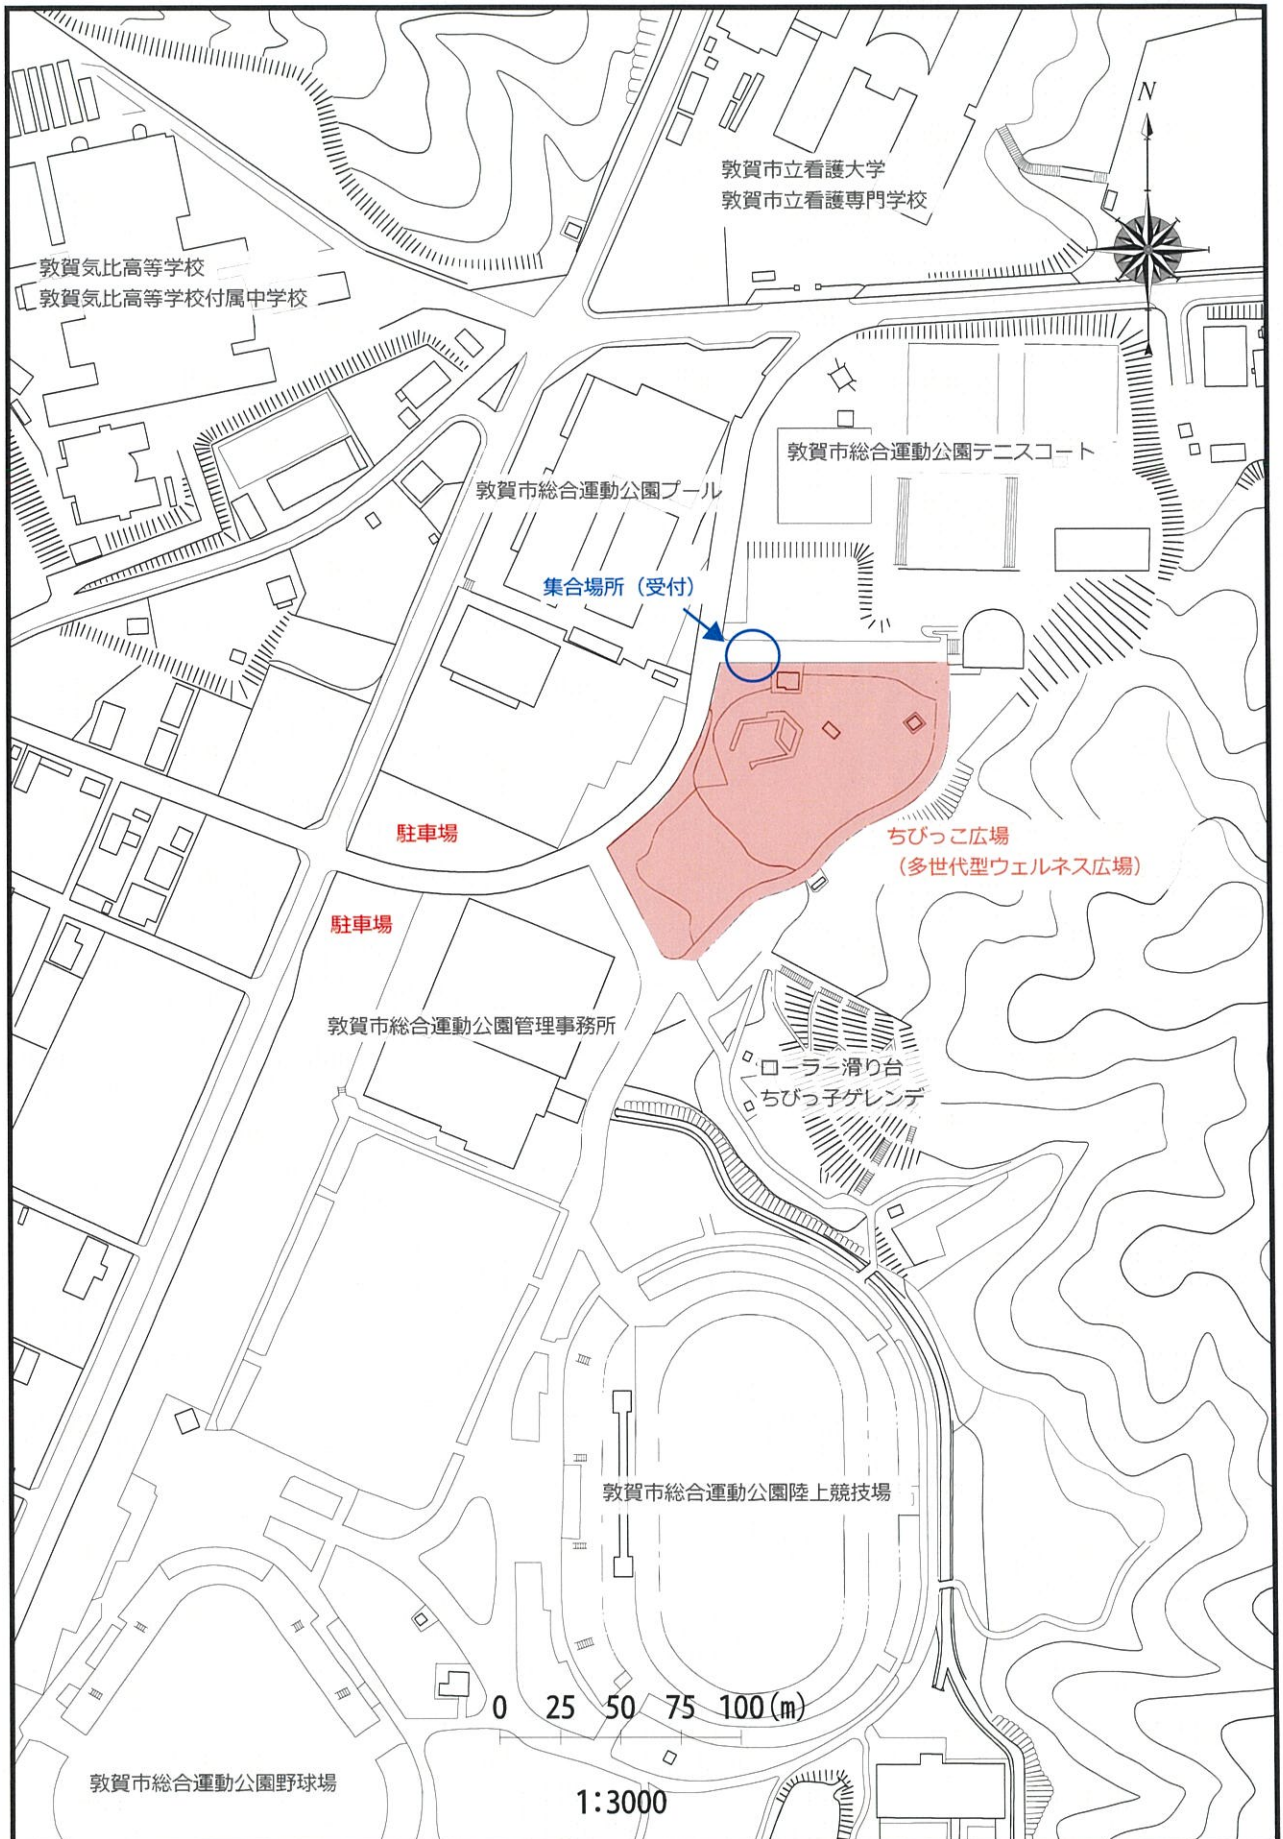 N
敦賀市立看護大学
敦賀市立看護専門学校
敦賀気比高等学校
敦賀気比高等学校付属中学校
敦賀市総合運動公園テニスコート
敦賀市総合運動公園プール
集合場所（受付）
駐車場
ちびっこ広場
（多世代型ウェルネス広場）
駐車場
敦賀市総合運動公園管理事務所
ローラー滑り台
ちびっ子ゲレンデ
敦賀市総合運動公園陸上競技場
0 25 50 75 100(m)
敦賀市総合運動公園野球場
1:3000